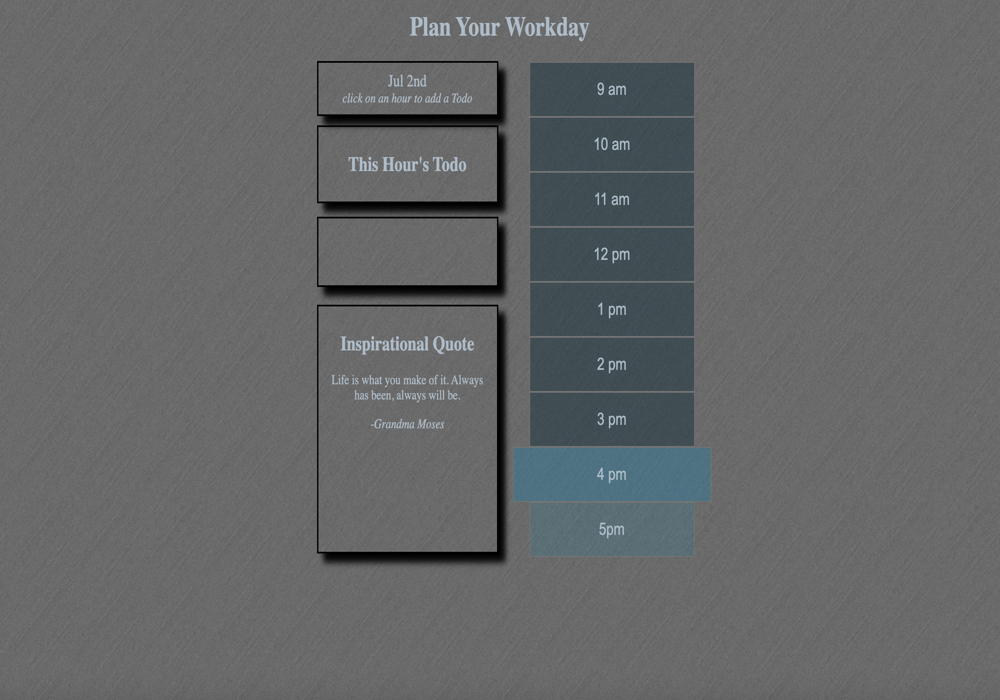 Plan Your Workday
Jul 2nd
click on an hour to add a Todo
This Hour's Todo
Inspirational Quote
Life is what you make of it. Always
has been, always will be.
-Grandma Moses
9 am
10 am
11 am
12 pm
1 pm
2 pm
3 pm
4 pm
5pm